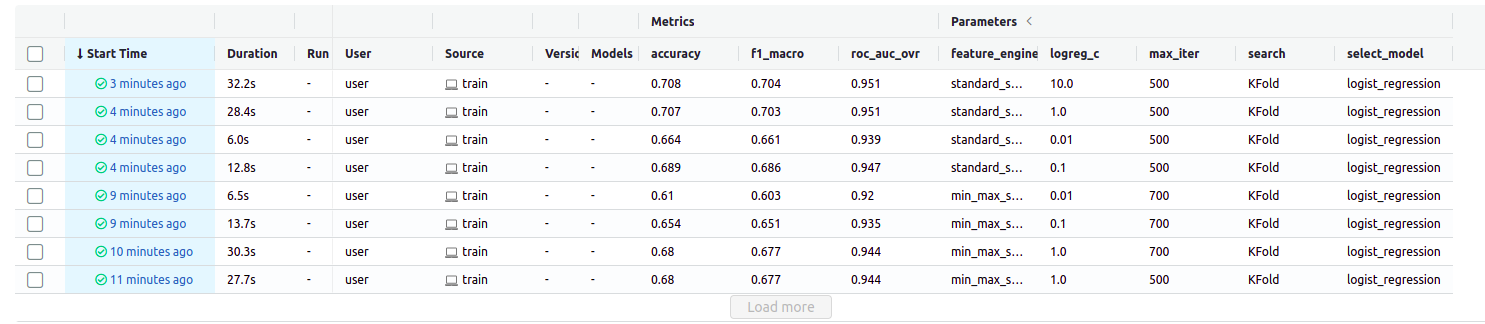 Metrics Parameters
Start Time Duration Run User Source Versic Models accuracy f1_macro roc_auc_ovr feature_engine logreg_c max_iter search select_model
3 minutes ago 32.2s - user train - - 0.708 0.704 0.951 standard_s... 10.0 500 KFold logist_regression
4 minutes ago 28.4s - user train - - 0.707 0.703 0.951 standard_s... 1.0 500 KFold logist_regression
4 minutes ago 6.0s - user train - - 0.664 0.661 0.939 standard_s... 0.01 500 KFold logist_regression
4 minutes ago 12.8s - user train - - 0.689 0.686 0.947 standard_s... 0.1 500 KFold logist_regression
9 minutes ago 6.5s - user train - - 0.61 0.603 0.92 min_max_s... 0.01 700 KFold logist_regression
9 minutes ago 13.7s - user train - - 0.654 0.651 0.935 min_max_s... 0.1 700 KFold logist_regression
10 minutes ago 30.3s - user train - - 0.68 0.677 0.944 min_max_s... 1.0 700 KFold logist_regression
11 minutes ago 27.7s - user train - - 0.68 0.677 0.944 min_max_s... 1.0 500 KFold logist_regression
Load more